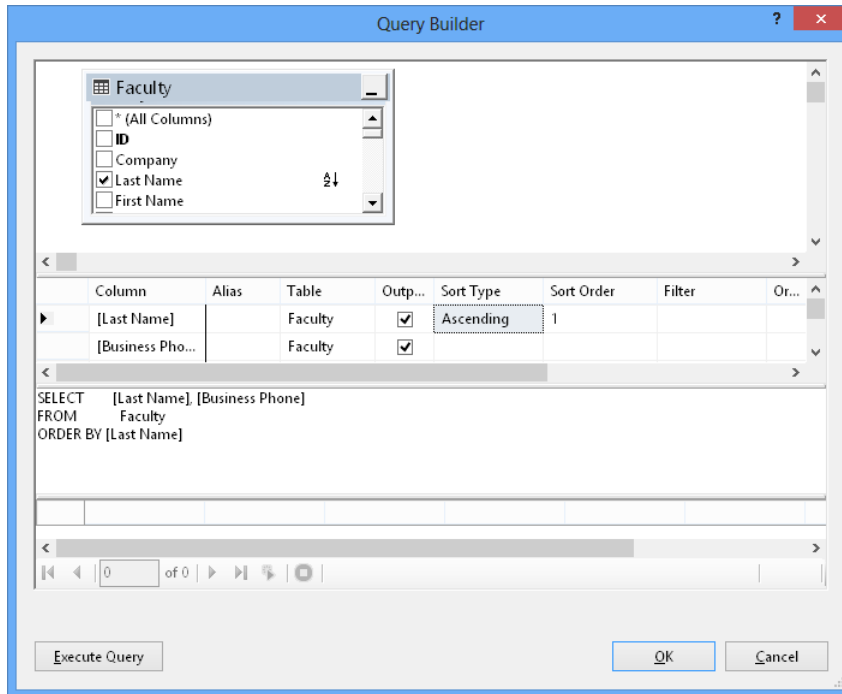 Query Builder
?
×
Faculty
* (All Columns)
ID
Company
Last Name
First Name
Column Alias Table Outp... Sort Type Sort Order Filter Or...
[Last Name] Faculty Ascending 1
[Business Pho... Faculty
SELECT [Last Name], [Business Phone]
FROM Faculty
ORDER BY [Last Name]
0 of 0
Execute Query OK Cancel